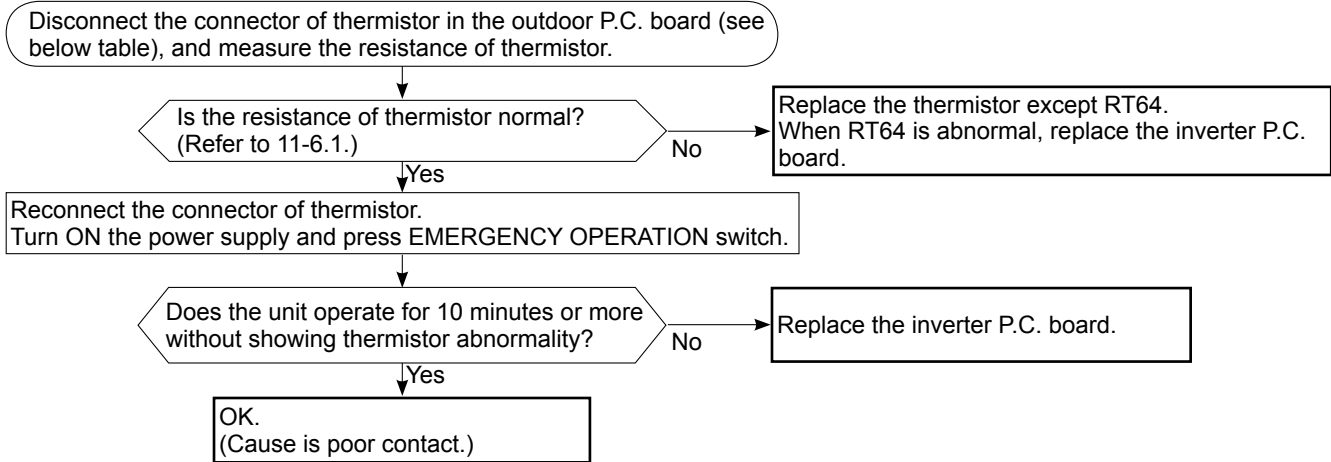 Disconnect the connector of thermistor in the outdoor P.C. board (see
below table), and measure the resistance of thermistor.
Is the resistance of thermistor normal?
(Refer to 11-6.1.)
No
Replace the thermistor except RT64.
When RT64 is abnormal, replace the inverter P.C.
board.
Yes
Reconnect the connector of thermistor.
Turn ON the power supply and press EMERGENCY OPERATION switch.
Does the unit operate for 10 minutes or more
without showing thermistor abnormality?
No
Replace the inverter P.C. board.
Yes
OK.
(Cause is poor contact.)